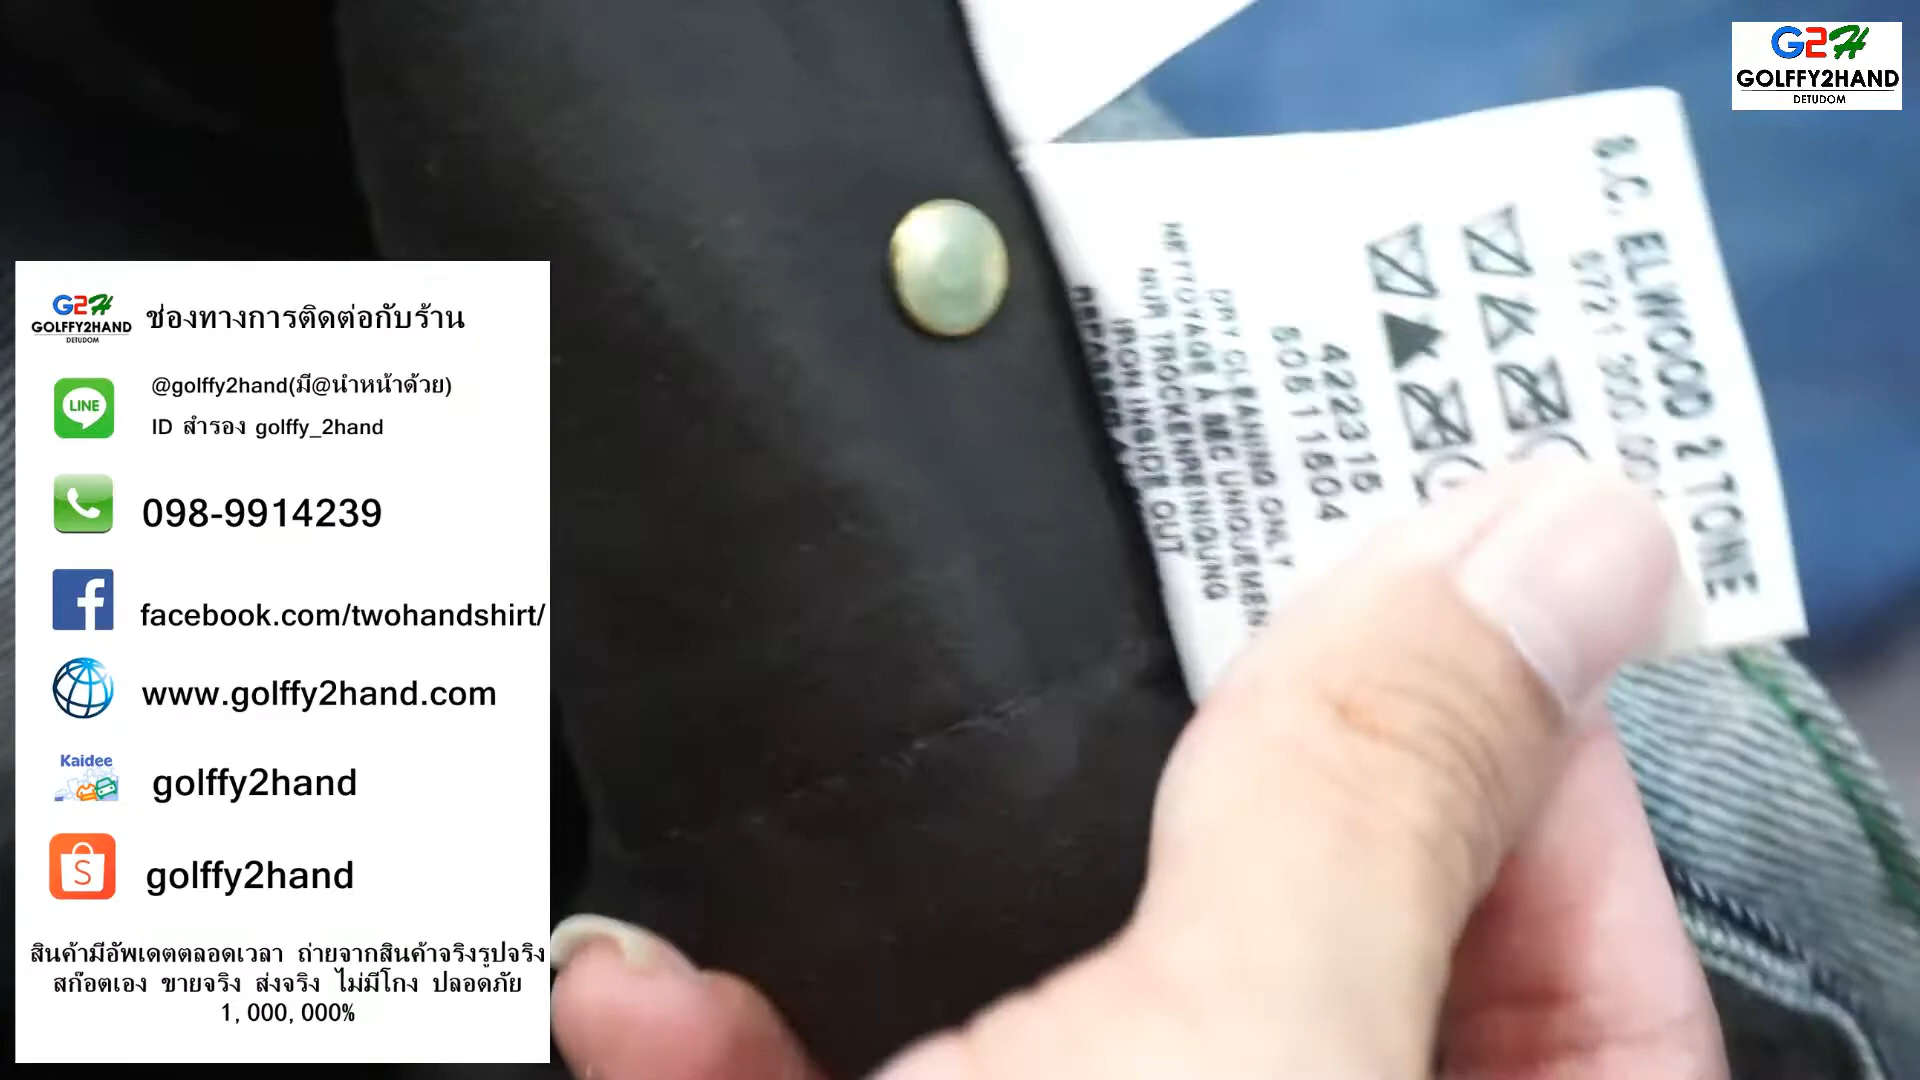 G2H
GOLFFY2HAND
DETUDOM
G2H
GOLFFY2HAND
DETUDOM
ช่องทางการติดต่อกับร้าน
LINE
@golffy2hand(มี@นำหน้าด้วย)
ID สำรอง golffy_2hand
098-9914239
facebook.com/twohandshirt/
www.golffy2hand.com
Kaidee
golffy2hand
golffy2hand
สินค้ามีอัพเดตตลอดเวลา ถ่ายจากสินค้าจริงรูปจริง
สก๊อตเอง ขายจริง ส่งจริง ไม่มีโกง ปลอดภัย
1,000,000%
S.C. ELWOOD 2 TONE
422315
50611804
DRY CLEANING ONLY
NETTOYAGE À SEC UNIQUEMENT
NUR TROCKENREINIGUNG
IRON INSIDE OUT